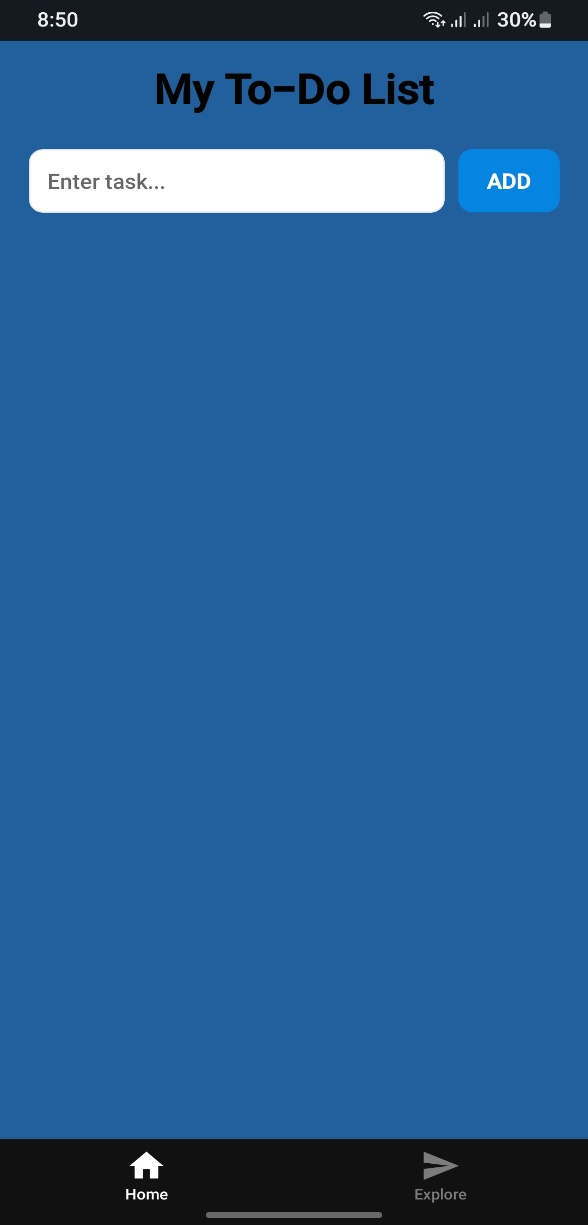 8:50 30%
My To-Do List
Enter task...
ADD
Home
Explore